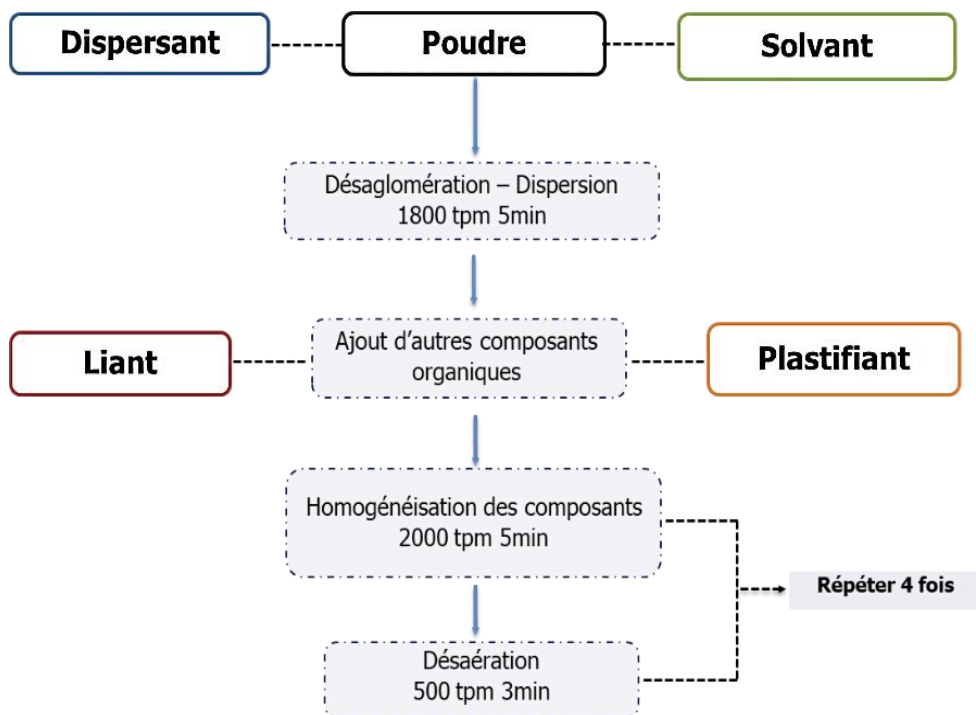 Dispersant
Poudre
Solvant
Désaglomération – Dispersion
1800 tpm 5min
Liant
Ajout d’autres composants
organiques
Plastifiant
Homogénéisation des composants
2000 tpm 5min
Répéter 4 fois
Désaération
500 tpm 3min